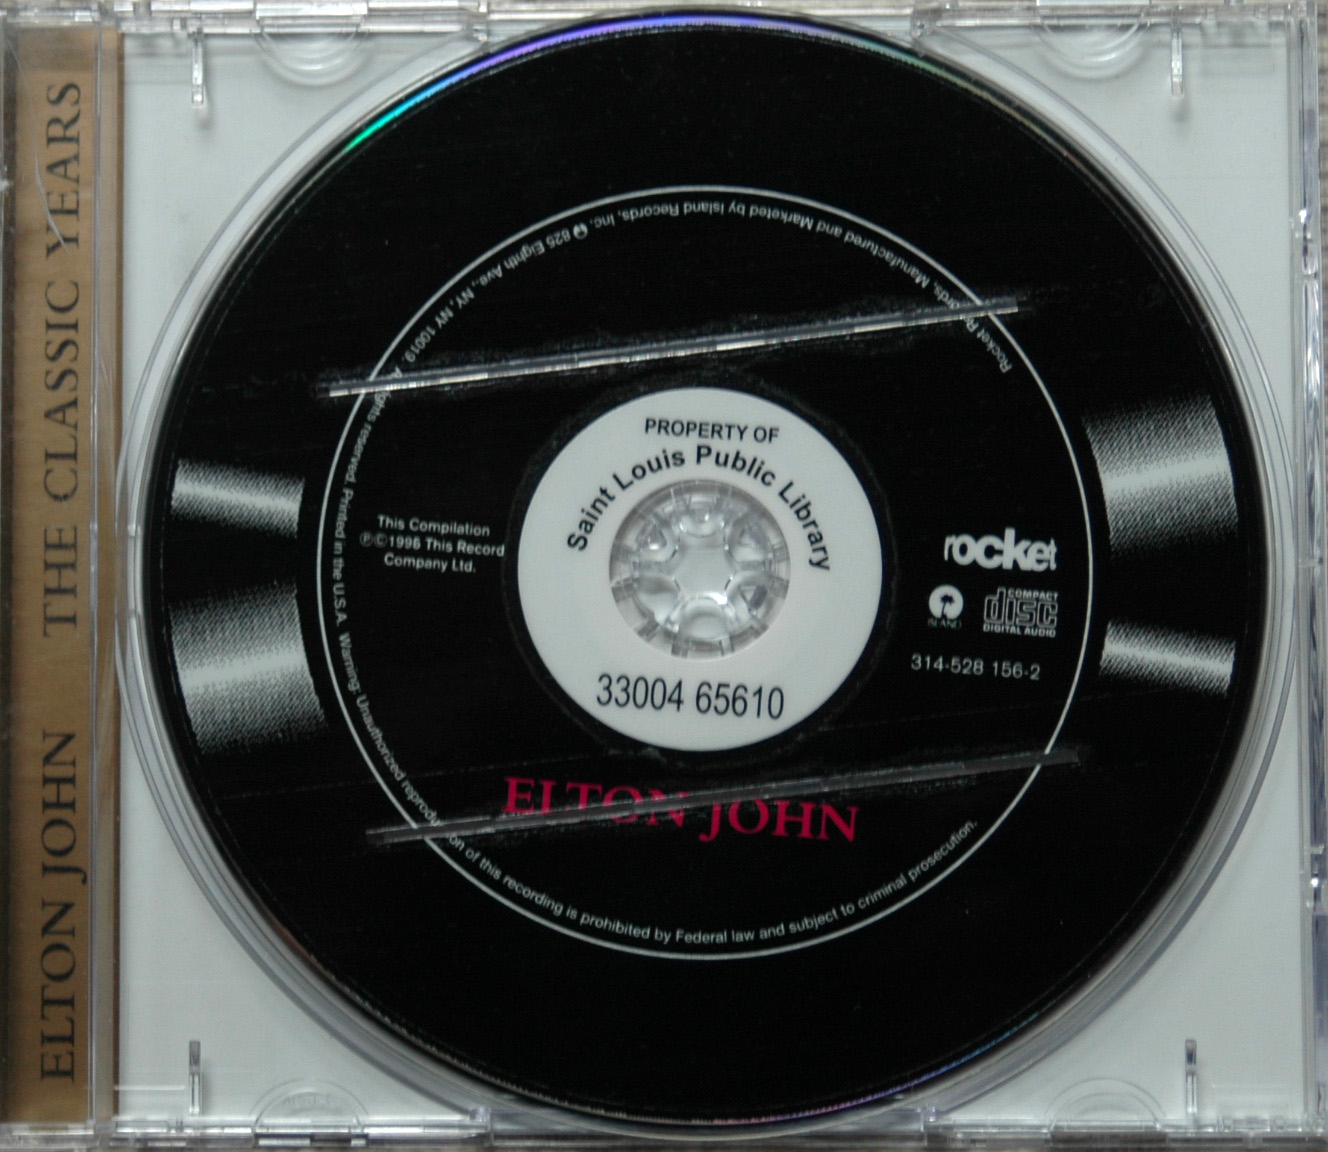 ELTON JOHN THE CLASSIC YEARS
PROPERTY OF
Saint Louis Public Library
33004 65610
This Compilation
℗©1996 This Record
Company Ltd.
rocket
ISLAND
COMPACT
disc
DIGITAL AUDIO
314-528 156-2
ELTON JOHN
Rocket Records, Manufactured and Marketed by Island Records, Inc. 825 Eighth Ave., NY, NY 10019. All rights reserved. Printed in the U.S.A. Warning: Unauthorized reproduction of this recording is prohibited by Federal law and subject to criminal prosecution.